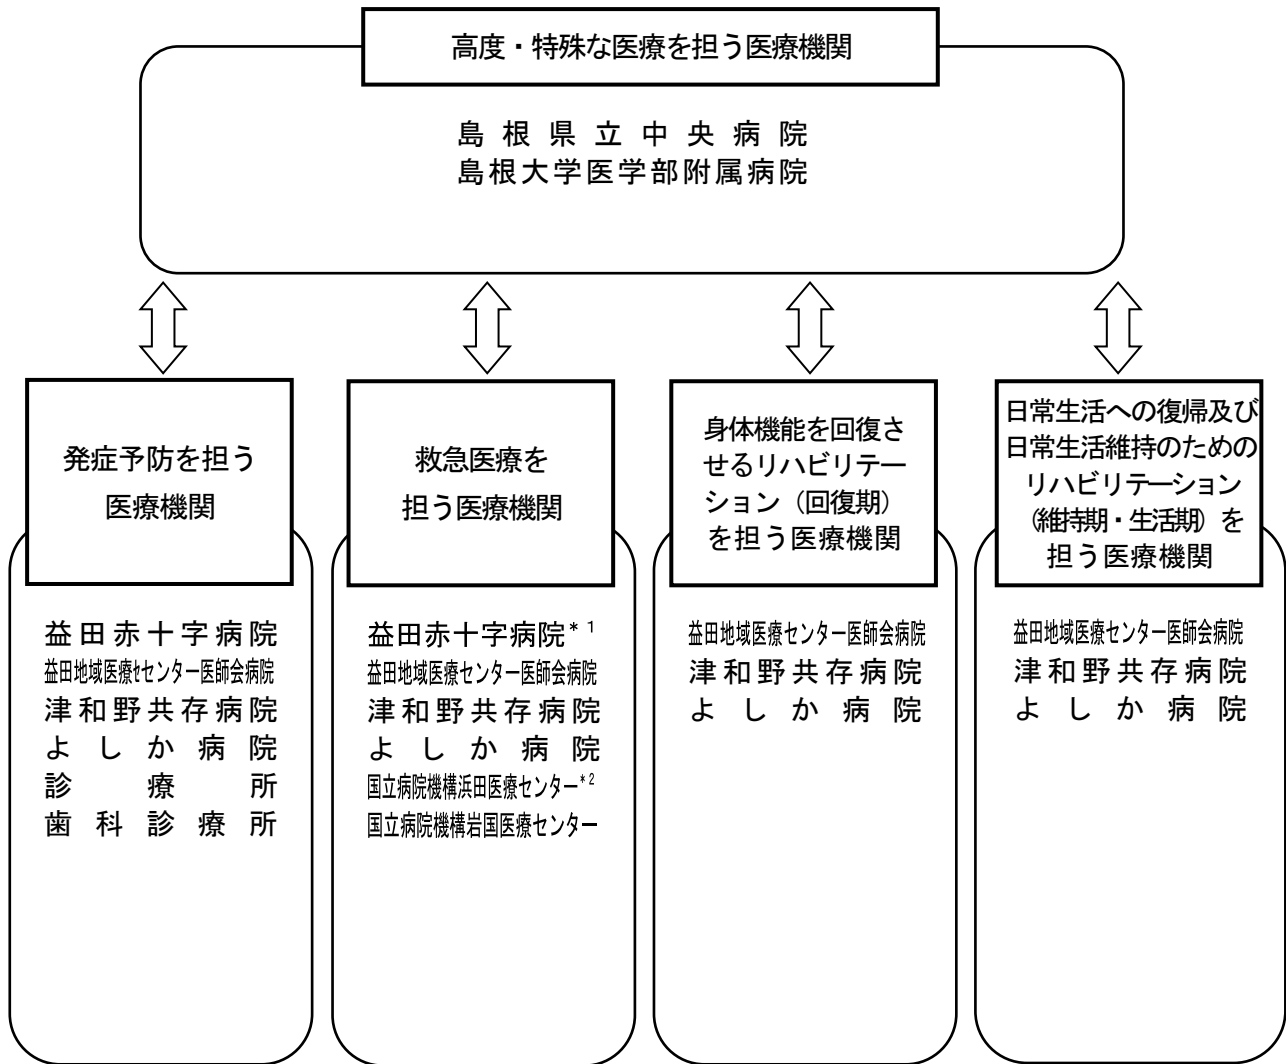 高度・特殊な医療を担う医療機関
島根県立中央病院
島根大学医学部附属病院
発症予防を担う
医療機関
益田赤十字病院
益田地域医療センター医師会病院
津和野共存病院
よしか病院
診療所
歯科診療所
救急医療を
担う医療機関
益田赤十字病院*1
益田地域医療センター医師会病院
津和野共存病院
よしか病院
国立病院機構浜田医療センター*2
国立病院機構岩国医療センター
身体機能を回復さ
せるリハビリテー
ション（回復期）
を担う医療機関
益田地域医療センター医師会病院
津和野共存病院
よしか病院
日常生活への復帰及び
日常生活維持のための
リハビリテーション
（維持期・生活期）を
担う医療機関
益田地域医療センター医師会病院
津和野共存病院
よしか病院